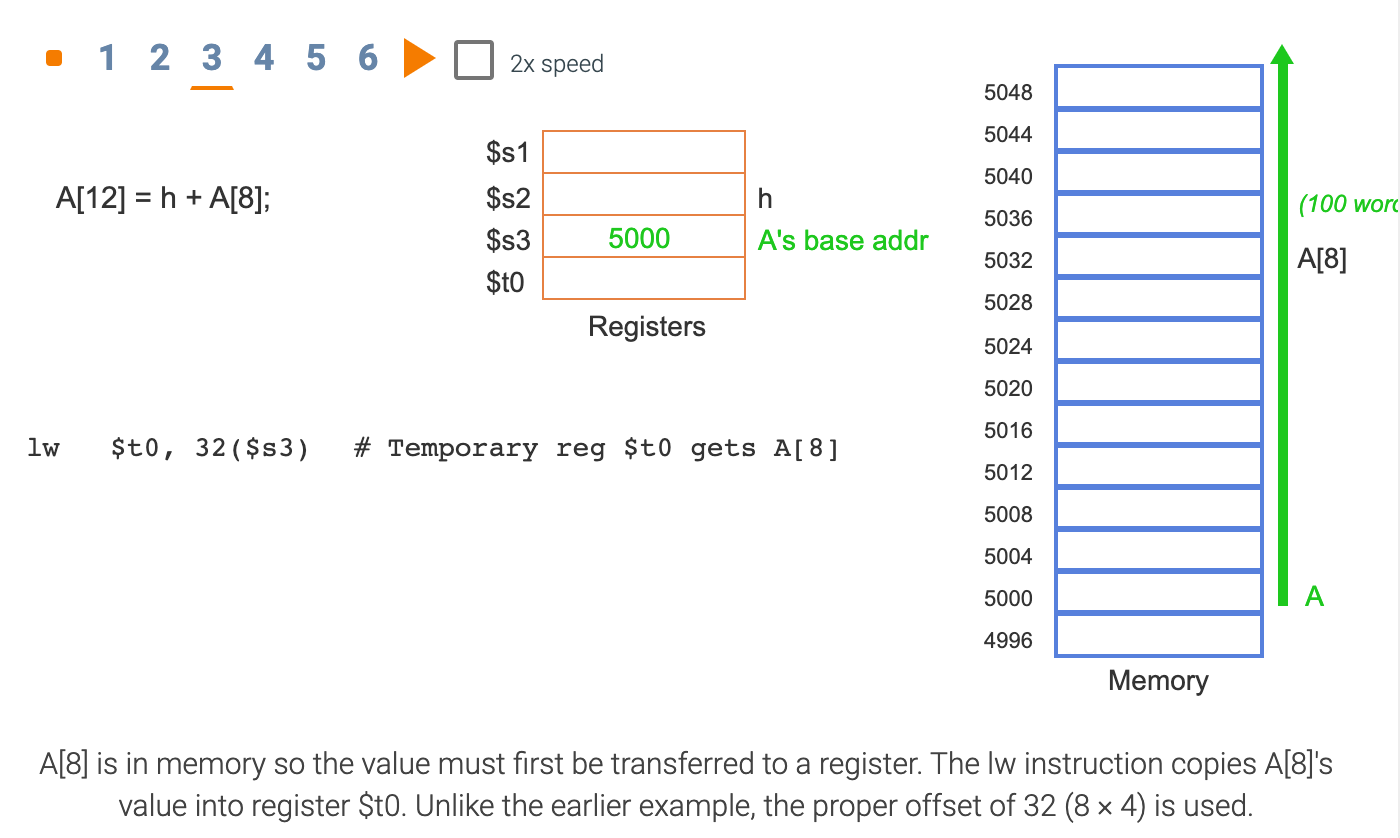 1 2 3 4 5 6 2x speed
A[12] = h + A[8];
$s1
$s2 h
$s3 5000 A's base addr
$t0
Registers
lw $t0, 32($s3) # Temporary reg $t0 gets A[8]
5048
5044
5040
5036 (100 word
5032 A[8]
5028
5024
5020
5016
5012
5008
5004
5000 A
4996
Memory
A[8] is in memory so the value must first be transferred to a register. The lw instruction copies A[8]'s
value into register $t0. Unlike the earlier example, the proper offset of 32 (8 × 4) is used.